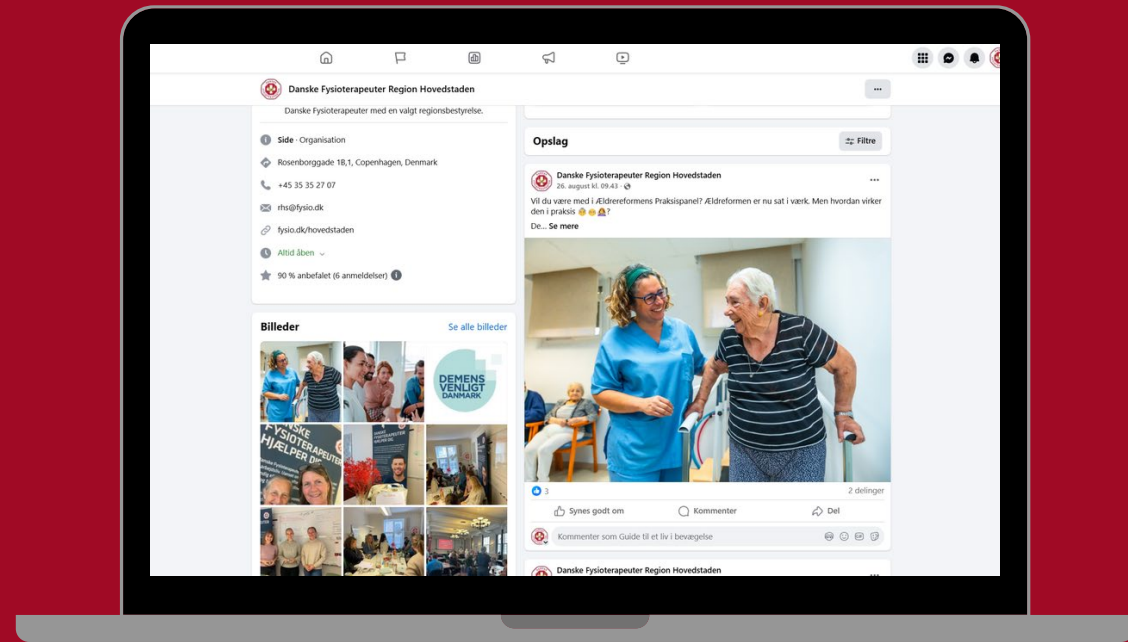 Danske Fysioterapeuter Region Hovedstaden
Danske Fysioterapeuter med en valgt regionsbestyrelse.
Side · Organisation
Rosenborggade 1B,1, Copenhagen, Denmark
+45 35 35 27 07
rhs@fysio.dk
fysio.dk/hovedstaden
Altid åben
90 % anbefalet (6 anmeldelser)
Billeder
Se alle billeder
DEMENS
VENLIGT
DANMARK
FYSIOTERAPEUTER
HJÆLPER DIG
Opslag
Filtre
Danske Fysioterapeuter Region Hovedstaden
26. august kl. 09.43 ·
Vil du være med i Ældrereformens Praksispanel? Ældreformen er nu sat i værk. Men hvordan virker
den i praksis 👵👴🤷?
De... Se mere
3
2 delinger
Synes godt om
Kommenter
Del
Kommenter som Guide til et liv i bevægelse
Danske Fysioterapeuter Region Hovedstaden